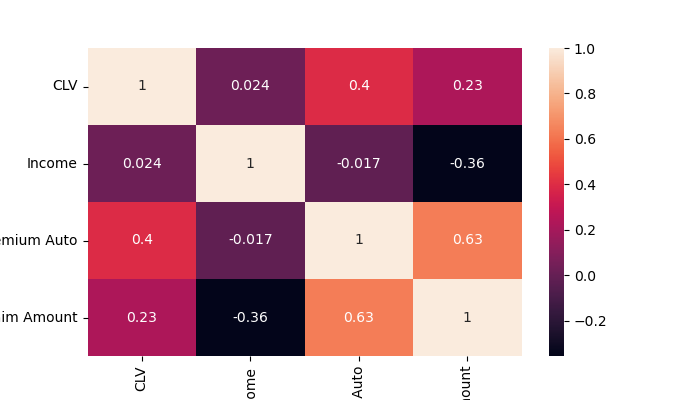 CLV 1 0.024 0.4 0.23
Income 0.024 1 -0.017 -0.36
emium Auto 0.4 -0.017 1 0.63
im Amount 0.23 -0.36 0.63 1
CLV ome Auto ount
1.0
0.8
0.6
0.4
0.2
0.0
−0.2